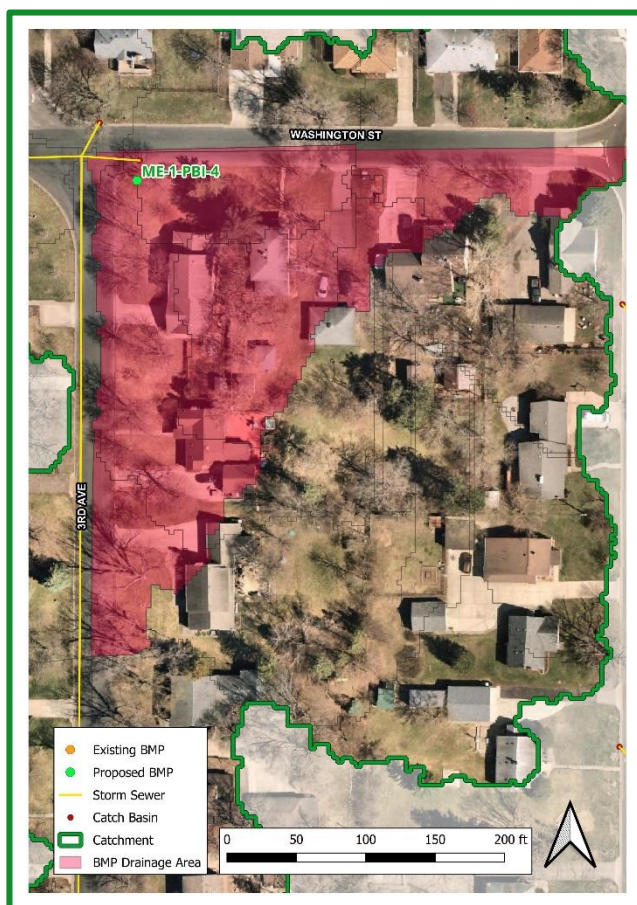 WASHINGTON ST
ME-1-PBI-4
3RD AVE
Existing BMP
Proposed BMP
Storm Sewer
Catch Basin
Catchment
BMP Drainage Area
0 50 100 150 200 ft